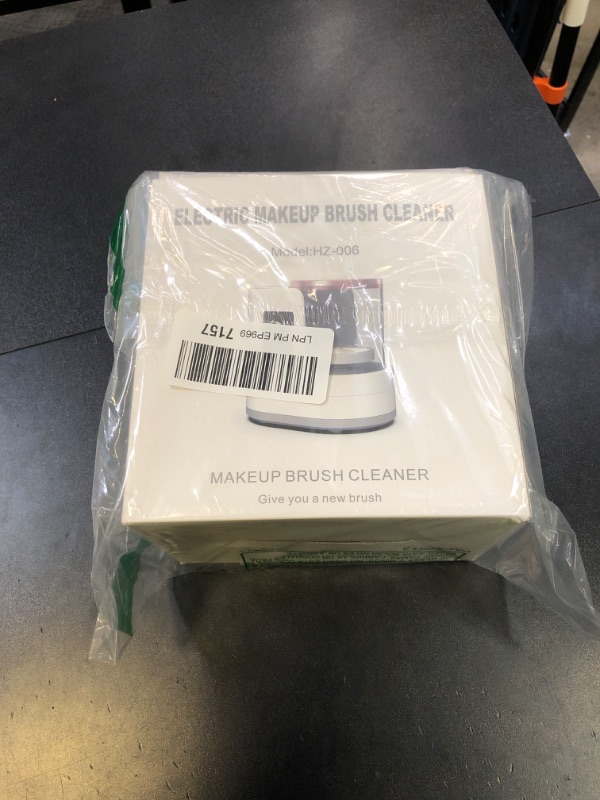 ELECTRIC MAKEUP BRUSH CLEANER
Model:HZ-006
LPN PM EP969 7157
MAKEUP BRUSH CLEANER
Give you a new brush